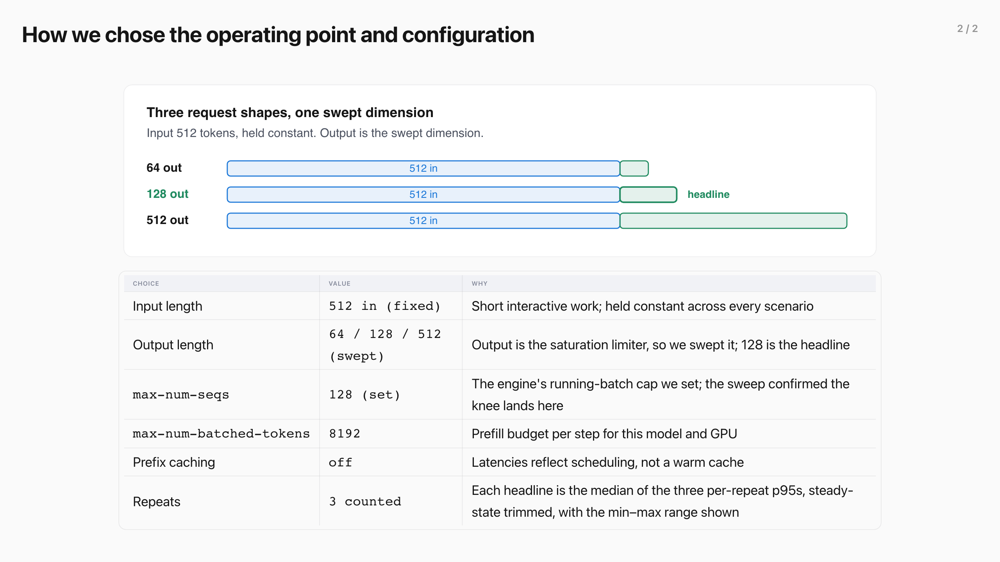 How we chose the operating point and configuration
2 / 2
Three request shapes, one swept dimension
Input 512 tokens, held constant. Output is the swept dimension.
64 out
512 in
128 out
512 in
headline
512 out
512 in
CHOICE
VALUE
WHY
Input length
512 in (fixed)
Short interactive work; held constant across every scenario
Output length
64 / 128 / 512
(swept)
Output is the saturation limiter, so we swept it; 128 is the headline
max-num-seqs
128 (set)
The engine's running-batch cap we set; the sweep confirmed the
knee lands here
max-num-batched-tokens
8192
Prefill budget per step for this model and GPU
Prefix caching
off
Latencies reflect scheduling, not a warm cache
Repeats
3 counted
Each headline is the median of the three per-repeat p95s, steady-
state trimmed, with the min–max range shown